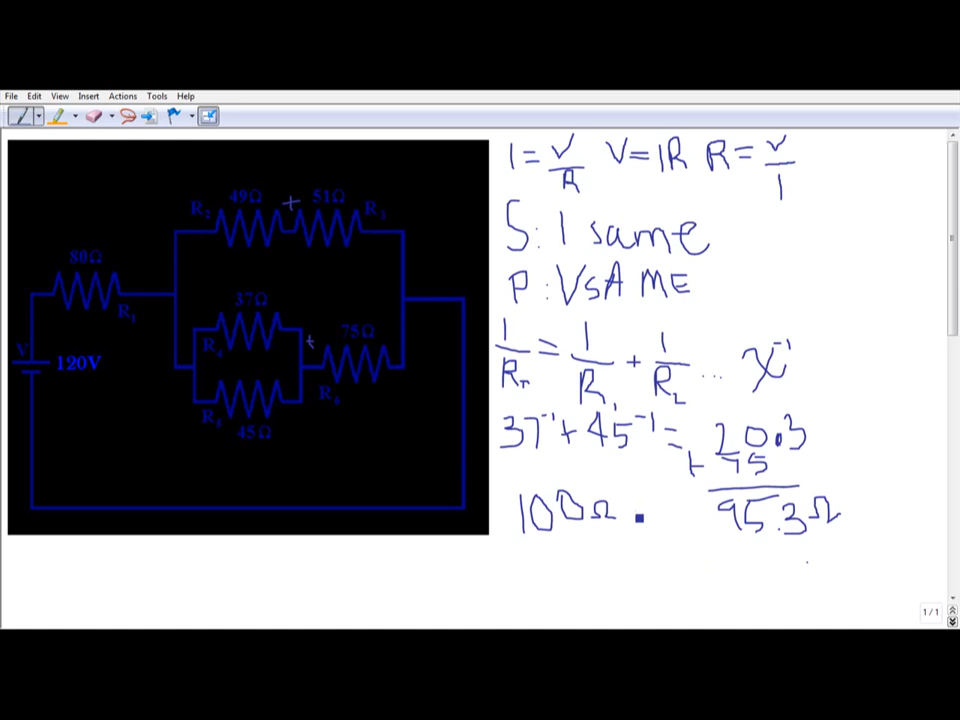 File Edit View Insert Actions Tools Help
I = V/R V = IR R = V/I
S: I same
P: VSAME
1/RT = 1/R1 + 1/R2 ... X⁻¹
37⁻¹ + 45⁻¹ = 20.3
+ 75
100Ω 95.3Ω
49Ω + 51Ω
R2 R3
80Ω
R1
37Ω
R4 + 75Ω
V 120V
R6
R5
45Ω
1/1